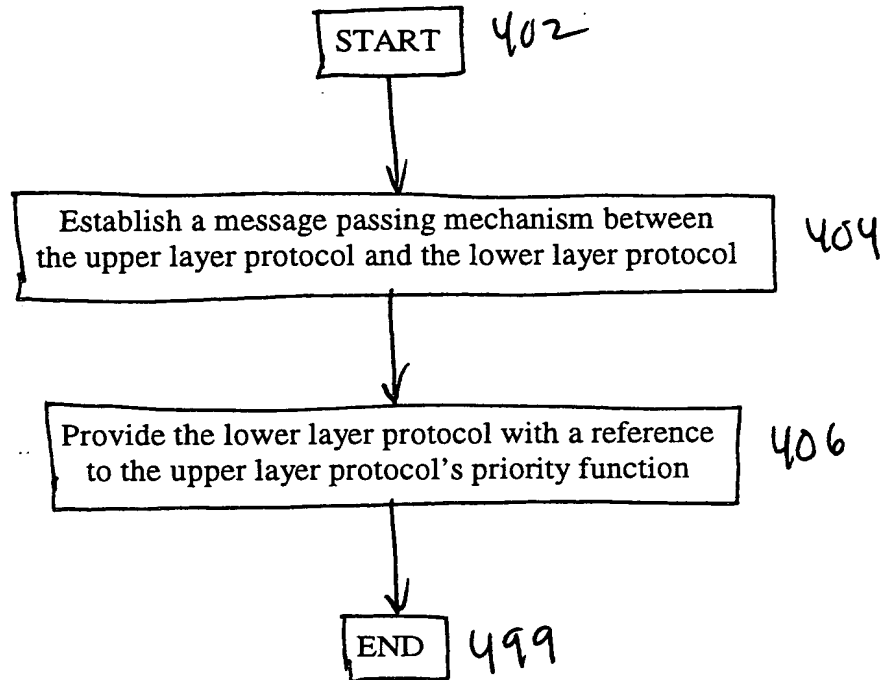 START 402
Establish a message passing mechanism between
the upper layer protocol and the lower layer protocol
404
Provide the lower layer protocol with a reference
to the upper layer protocol's priority function
406
END 499